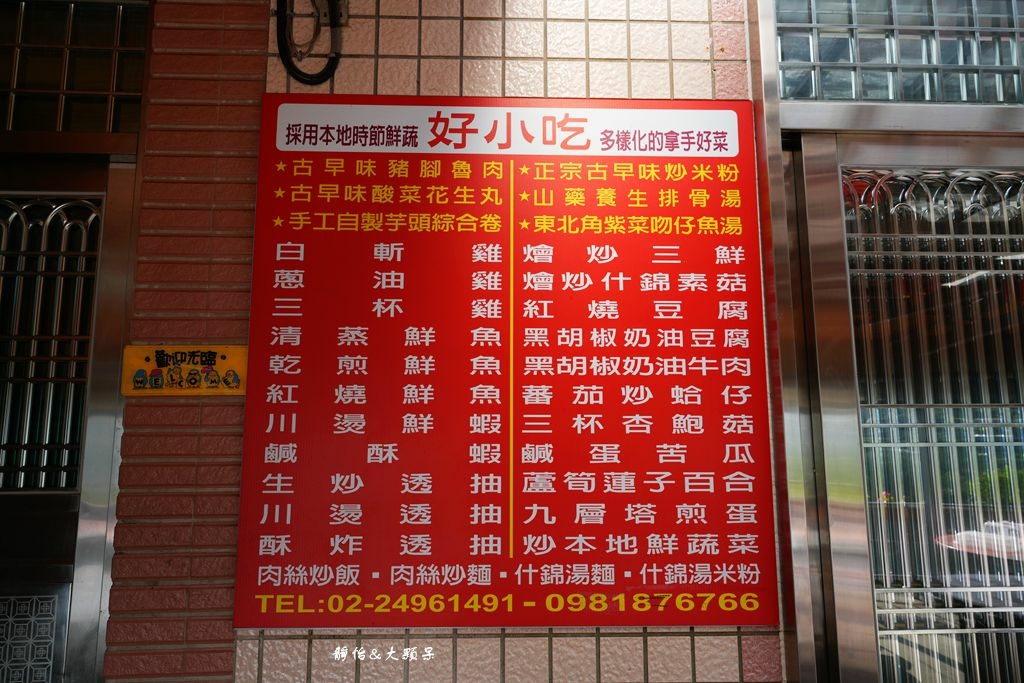 採用本地時節鮮蔬 好小吃 多樣化的拿手好菜
★古早味豬腳魯肉
★古早味酸菜花生丸
★手工自製芋頭綜合卷
白斬雞
蔥油雞
三杯雞
清蒸鮮魚
乾煎鮮魚
紅燒鮮魚
川燙鮮蝦
鹹酥蝦
生炒透抽
川燙透抽
酥炸透抽
★正宗古早味炒米粉
★山藥養生排骨湯
★東北角紫菜吻仔魚湯
燴炒三鮮
燴炒什錦素菇
紅燒豆腐
黑胡椒奶油豆腐
黑胡椒奶油牛肉
蕃茄炒蛤仔
三杯杏鮑菇
鹹蛋苦瓜
蘆筍蓮子百合
九層塔煎蛋
炒本地鮮蔬菜
肉絲炒飯▪肉絲炒麵▪什錦湯麵▪什錦湯米粉
TEL:02-24961491-0981876766
•歡迎光臨•
WELCOME
靜怡&大顆呆